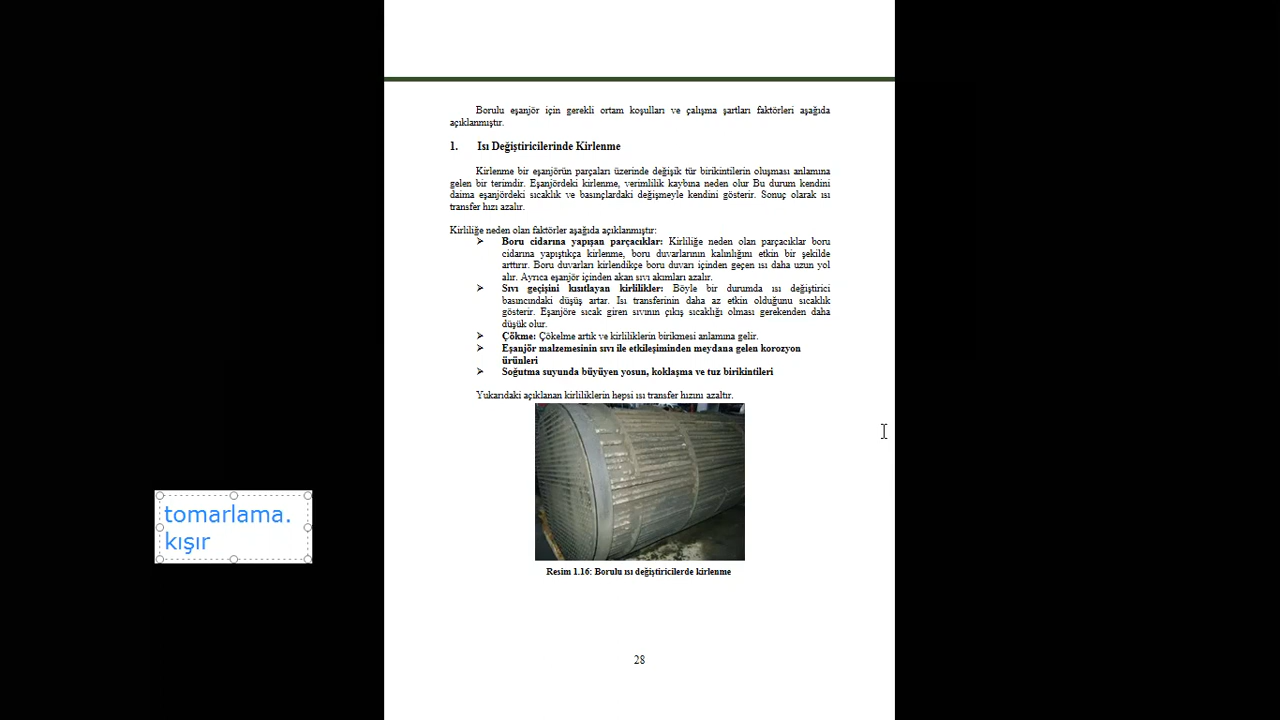 Borulu eşanjör için gerekli ortam koşulları ve çalışma şartları faktörleri aşağıda
açıklanmıştır.
1. Isı Değiştiricilerinde Kirlenme
Kirlenme bir eşanjörün parçaları üzerinde değişik tür birikintilerin oluşması anlamına
gelen bir terimdir. Eşanjördeki kirlenme, verimlilik kaybına neden olur Bu durum kendini
daima eşanjördeki sıcaklık ve basınçlardaki değişmeyle kendini gösterir. Sonuç olarak ısı
transfer hızı azalır.
Kirliliğe neden olan faktörler aşağıda açıklanmıştır:
➢ Boru cidarına yapışan parçacıklar: Kirliliğe neden olan parçacıklar boru
cidarına yapıştıkça kirlenme, boru duvarlarının kalınlığını etkin bir şekilde
arttırır. Boru duvarları kirlendikçe boru duvarı içinden geçen ısı daha uzun yol
alır. Ayrıca eşanjör içinden akan sıvı akımları azalır.
➢ Sıvı geçişini kısıtlayan kirlilikler: Böyle bir durumda ısı değiştirici
basıncındaki düşüş artar. Isı transferinin daha az etkin olduğunu sıcaklık
gösterir. Eşanjöre sıcak giren sıvının çıkış sıcaklığı olması gerekenden daha
düşük olur.
➢ Çökme: Çökelme artık ve kirliliklerin birikmesi anlamına gelir.
➢ Eşanjör malzemesinin sıvı ile etkileşiminden meydana gelen korozyon
ürünleri
➢ Soğutma suyunda büyüyen yosun, koklaşma ve tuz birikintileri
Yukarıdaki açıklanan kirliliklerin hepsi ısı transfer hızını azaltır.
tomarlama.
kışır
Resim 1.16: Borulu ısı değiştiricilerde kirlenme
28